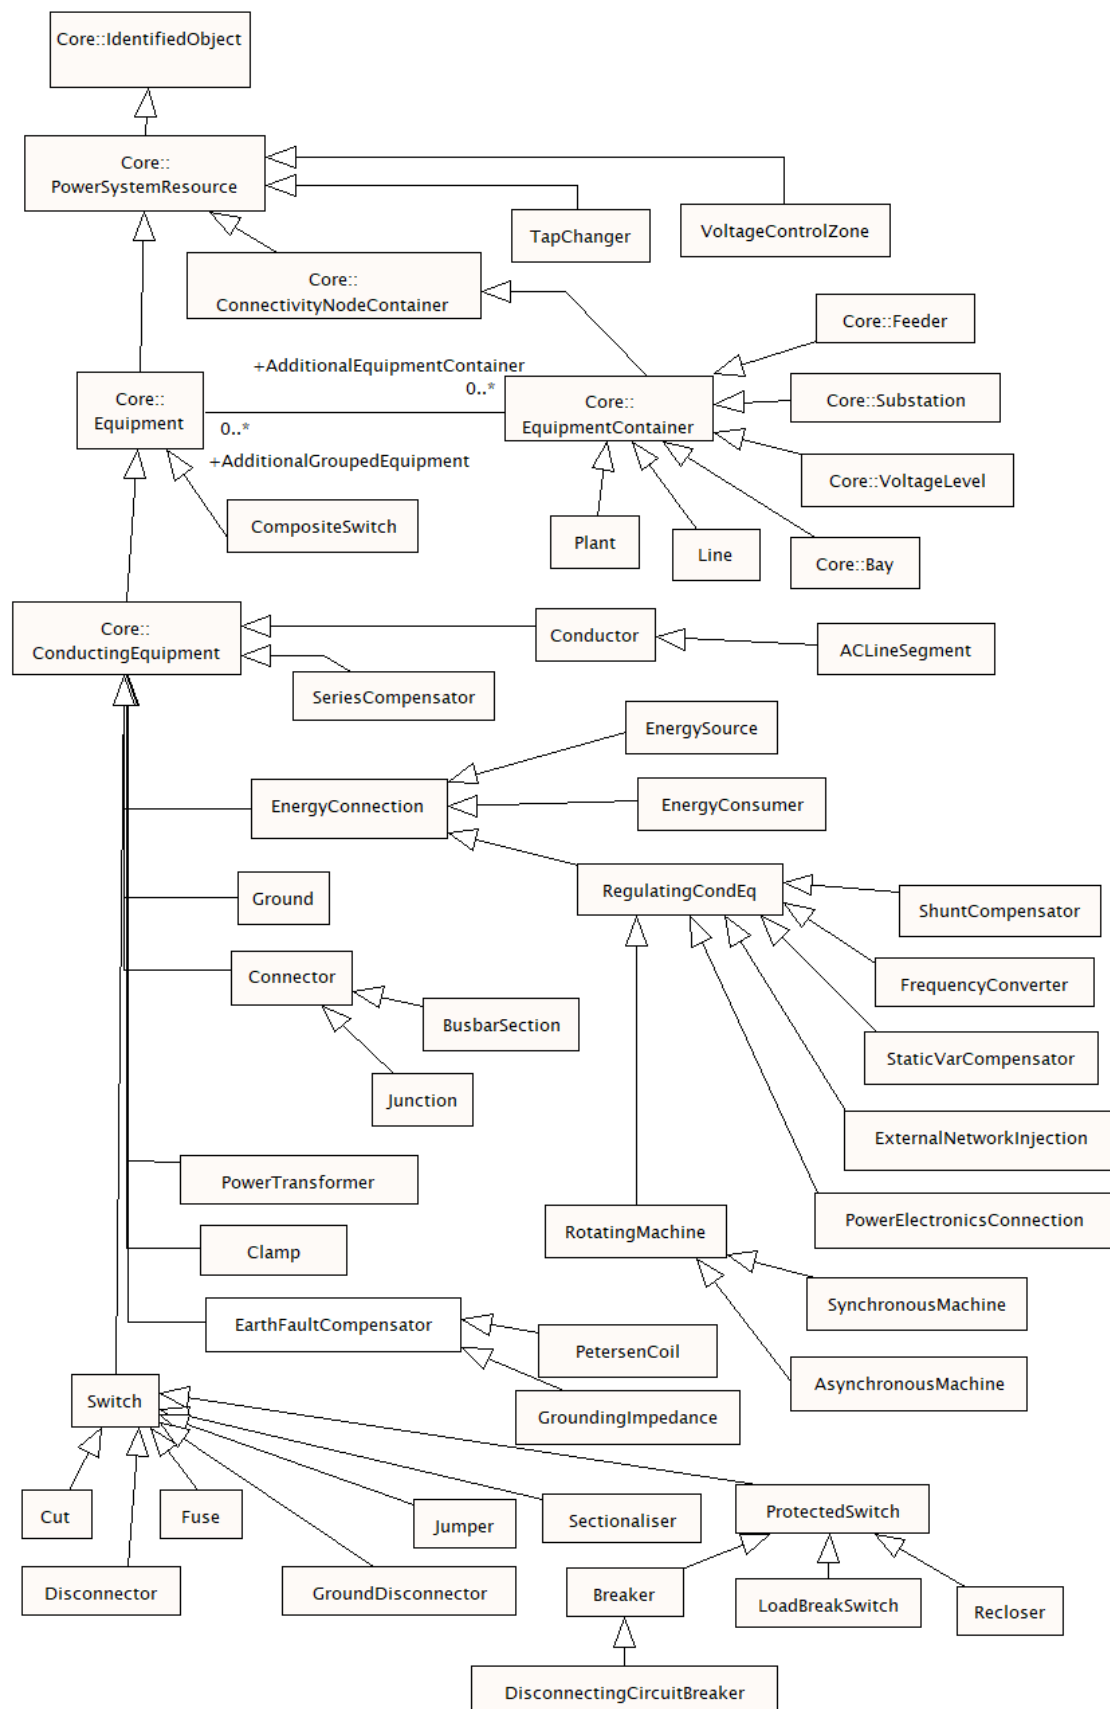 Core::IdentifiedObject
Core::
PowerSystemResource
TapChanger
VoltageControlZone
Core::
ConnectivityNodeContainer
Core::Feeder
+AdditionalEquipmentContainer
0..*
Core::
Equipment
Core::
EquipmentContainer
Core::Substation
0..*
+AdditionalGroupedEquipment
Core::VoltageLevel
CompositeSwitch
Plant
Line
Core::Bay
Core::
ConductingEquipment
Conductor
ACLineSegment
SeriesCompensator
EnergySource
EnergyConnection
EnergyConsumer
RegulatingCondEq
Ground
ShuntCompensator
Connector
FrequencyConverter
BusbarSection
StaticVarCompensator
Junction
ExternalNetworkInjection
PowerTransformer
PowerElectronicsConnection
RotatingMachine
Clamp
SynchronousMachine
EarthFaultCompensator
PetersenCoil
AsynchronousMachine
Switch
GroundingImpedance
Cut
Fuse
Jumper
Sectionaliser
ProtectedSwitch
Disconnector
GroundDisconnector
Breaker
LoadBreakSwitch
Recloser
DisconnectingCircuitBreaker